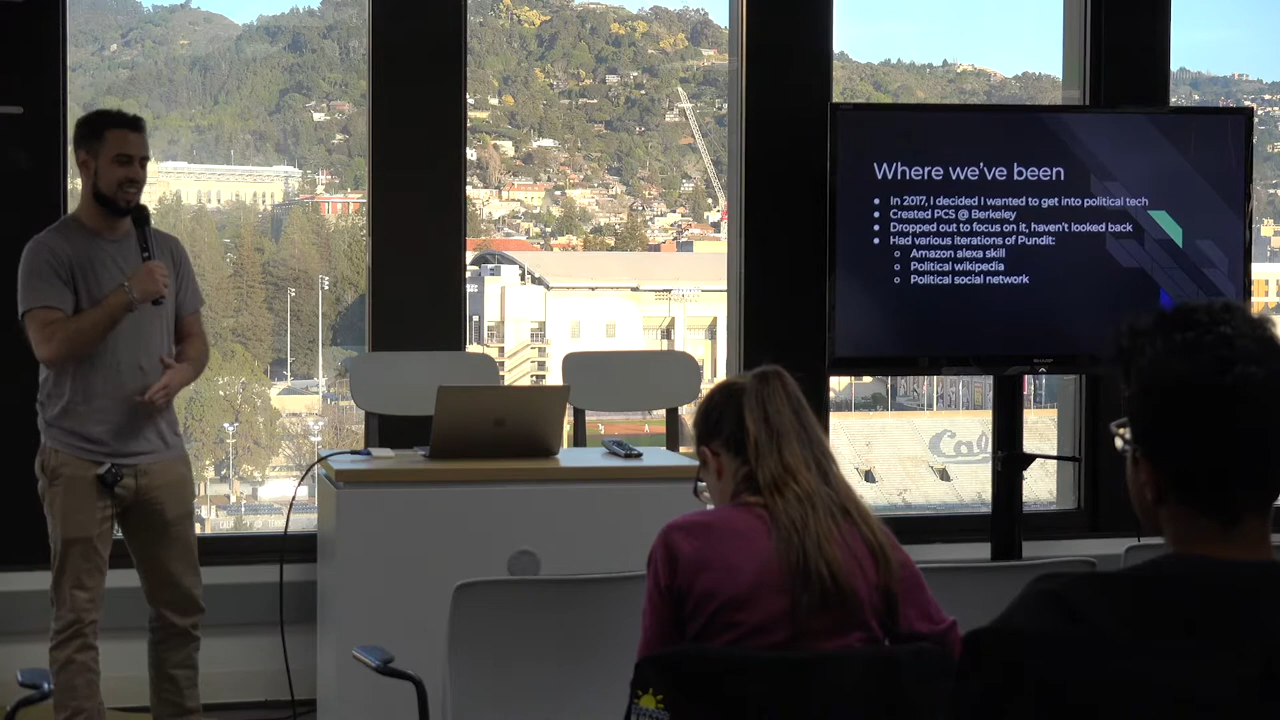 Where we've been
In 2017, I decided I wanted to get into political tech
Created PCS @ Berkeley
Dropped out to focus on it, haven't looked back
Had various iterations of Pundit:
Amazon alexa skill
Political wikipedia
Political social network
SHARP
Cal